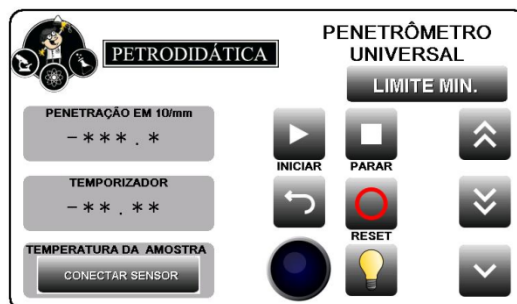 PETRODIDÁTICA
PENETRÔMETRO
UNIVERSAL
LIMITE MIN.
PENETRAÇÃO EM 10/mm
-***.*
INICIAR
PARAR
TEMPORIZADOR
-**.**
RESET
TEMPERATURA DA AMOSTRA
CONECTAR SENSOR